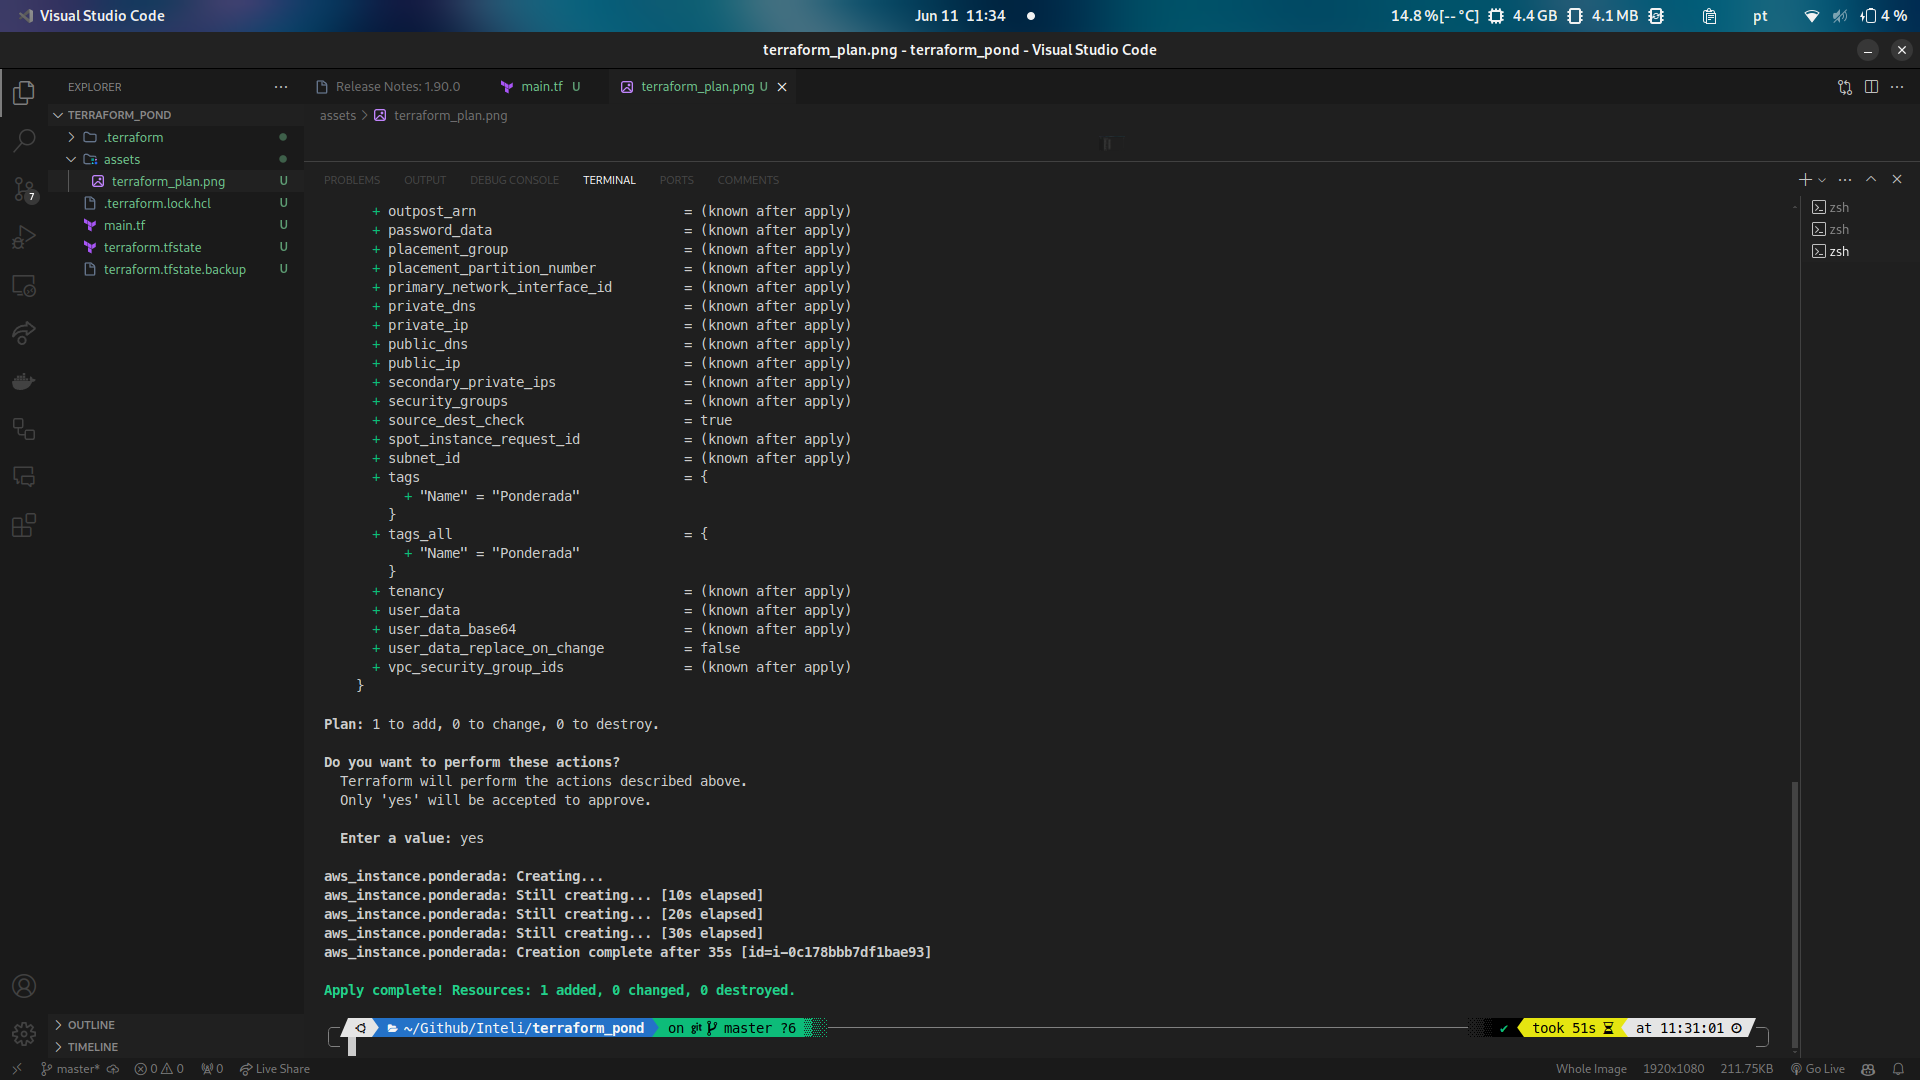 Visual Studio Code
Jun 11 11:34
14.8 %[-- °C] 4.4 GB 4.1 MB pt 4 %
terraform_plan.png - terraform_pond - Visual Studio Code
EXPLORER
Release Notes: 1.90.0
main.tf U
terraform_plan.png U
TERRAFORM_POND
assets > terraform_plan.png
.terraform
assets
terraform_plan.png U
.terraform.lock.hcl U
main.tf U
terraform.tfstate U
terraform.tfstate.backup U
7
PROBLEMS OUTPUT DEBUG CONSOLE TERMINAL PORTS COMMENTS
zsh
zsh
zsh
+ outpost_arn = (known after apply)
+ password_data = (known after apply)
+ placement_group = (known after apply)
+ placement_partition_number = (known after apply)
+ primary_network_interface_id = (known after apply)
+ private_dns = (known after apply)
+ private_ip = (known after apply)
+ public_dns = (known after apply)
+ public_ip = (known after apply)
+ secondary_private_ips = (known after apply)
+ security_groups = (known after apply)
+ source_dest_check = true
+ spot_instance_request_id = (known after apply)
+ subnet_id = (known after apply)
+ tags = {
+ "Name" = "Ponderada"
}
+ tags_all = {
+ "Name" = "Ponderada"
}
+ tenancy = (known after apply)
+ user_data = (known after apply)
+ user_data_base64 = (known after apply)
+ user_data_replace_on_change = false
+ vpc_security_group_ids = (known after apply)
}
Plan: 1 to add, 0 to change, 0 to destroy.
Do you want to perform these actions?
Terraform will perform the actions described above.
Only 'yes' will be accepted to approve.
Enter a value: yes
aws_instance.ponderada: Creating...
aws_instance.ponderada: Still creating... [10s elapsed]
aws_instance.ponderada: Still creating... [20s elapsed]
aws_instance.ponderada: Still creating... [30s elapsed]
aws_instance.ponderada: Creation complete after 35s [id=i-0c178bbb7df1bae93]
Apply complete! Resources: 1 added, 0 changed, 0 destroyed.
~/Github/Inteli/terraform_pond on git master ?6
✔ took 51s at 11:31:01
OUTLINE
TIMELINE
master* 0 0 0 Live Share
Whole Image 1920x1080 211.75KB Go Live